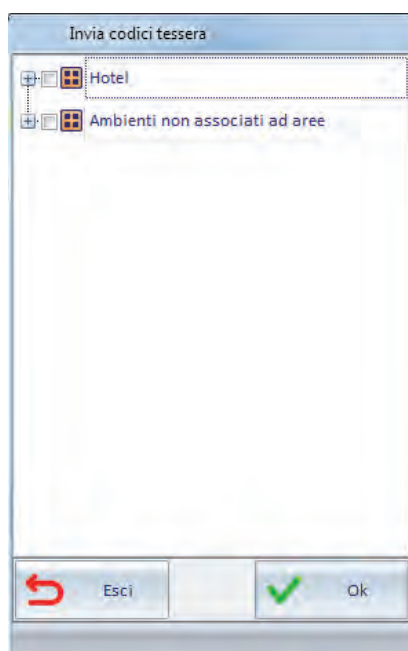 Invia codici tessera
Hotel
Ambienti non associati ad aree
Esci
Ok